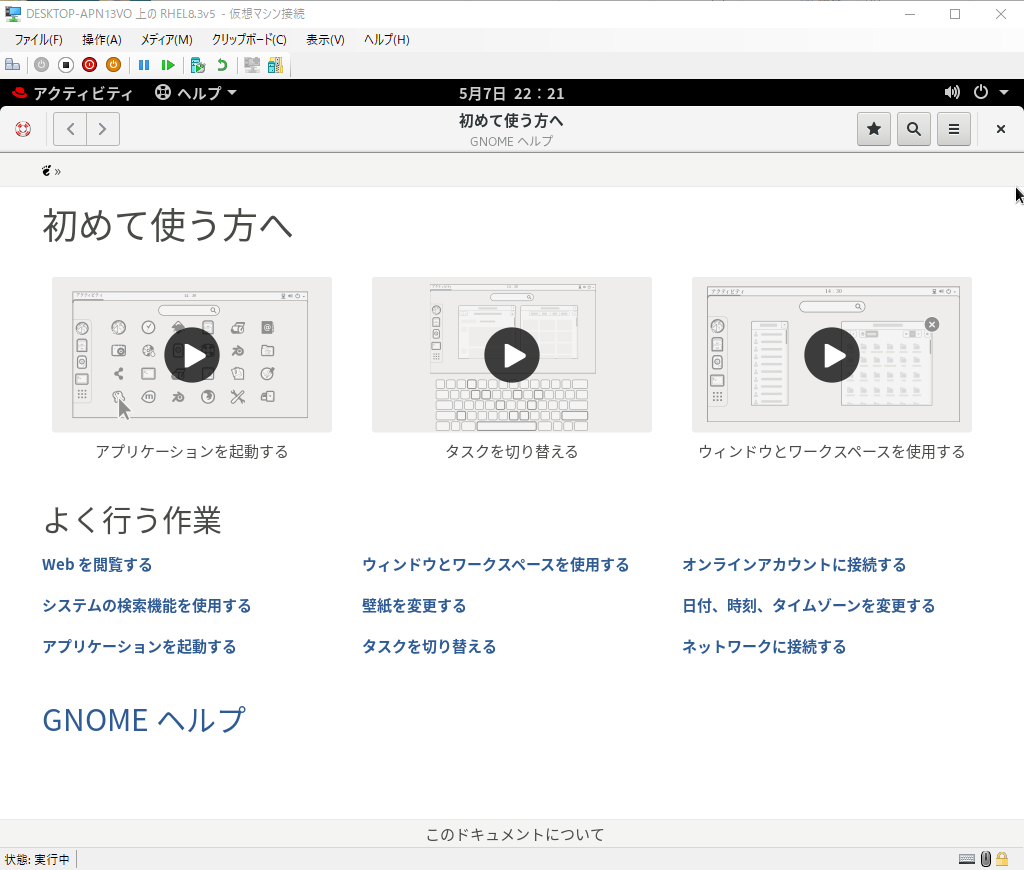 DESKTOP-APN13VO 上の RHEL8.3v5 - 仮想マシン接続
ファイル(F) 操作(A) メディア(M) クリップボード(C) 表示(V) ヘルプ(H)
アクティビティ ヘルプ 5月7日 22：21
初めて使う方へ
GNOME ヘルプ
»
初めて使う方へ
アクティビティ 14:30
アプリケーションを起動する タスクを切り替える ウィンドウとワークスペースを使用する
よく行う作業
Web を閲覧する ウィンドウとワークスペースを使用する オンラインアカウントに接続する
システムの検索機能を使用する 壁紙を変更する 日付、時刻、タイムゾーンを変更する
アプリケーションを起動する タスクを切り替える ネットワークに接続する
GNOME ヘルプ
このドキュメントについて
状態: 実行中